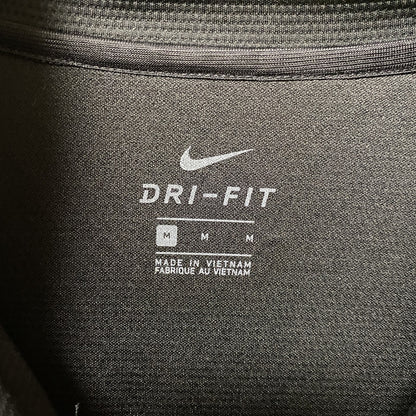 DRI-FIT
M M M
MADE IN VIETNAM
FABRIQUE AU VIETNAM